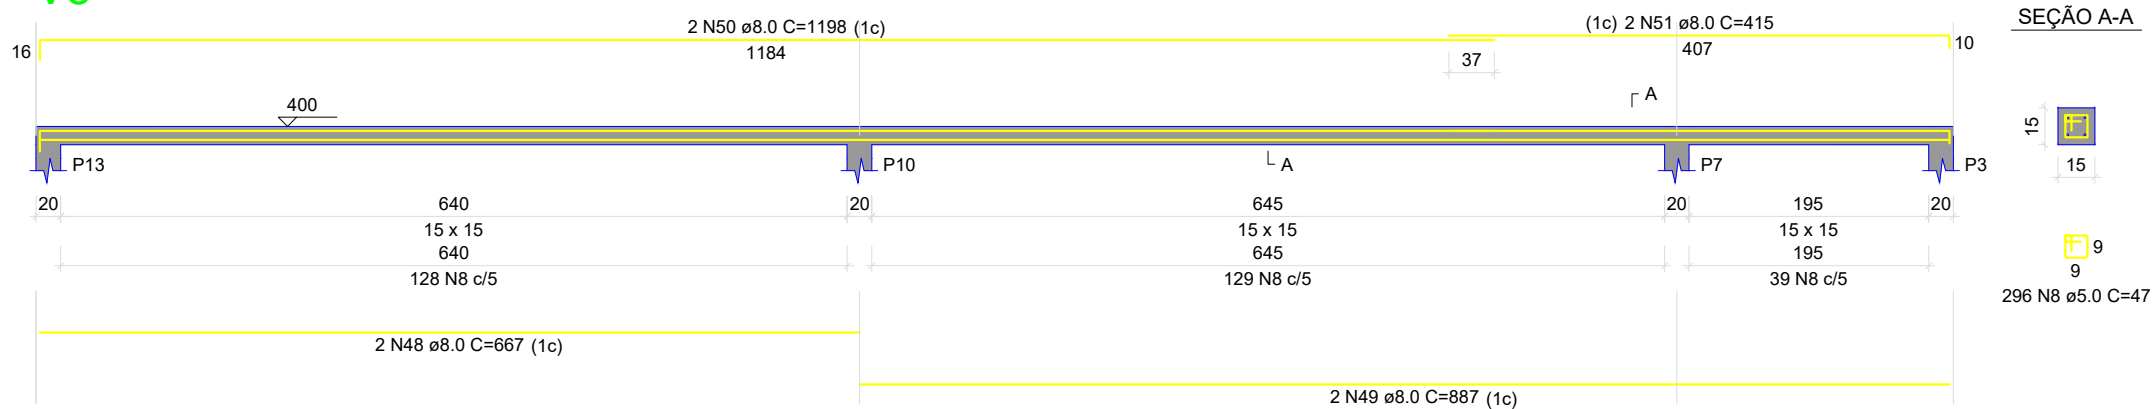 2 N50 ø8.0 C=1198 (1c)
(1c) 2 N51 ø8.0 C=415
SEÇÃO A-A
16
1184
407
10
37
A
400
15
15
P13
P10
A
P7
P3
20
640
20
645
20
195
20
15 x 15
15 x 15
15 x 15
640
645
195
9
9
128 N8 c/5
129 N8 c/5
39 N8 c/5
296 N8 ø5.0 C=47
2 N48 ø8.0 C=667 (1c)
2 N49 ø8.0 C=887 (1c)